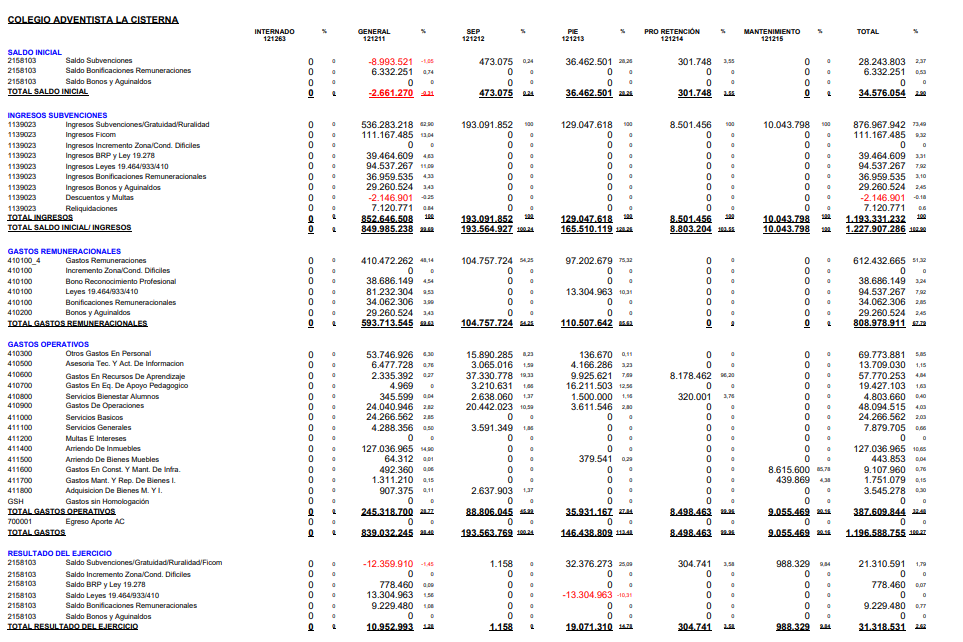 COLEGIO ADVENTISTA LA CISTERNA
INTERNADO % GENERAL % SEP % PIE % PRO RETENCIÓN % MANTENIMIENTO % TOTAL %
121263 121211 121212 121213 121214 121215
SALDO INICIAL
2158103 Saldo Subvenciones 0 0 -8.993.521 -1,05 473.075 0,24 36.462.501 28,26 301.748 3,55 0 0 28.243.803 2,37
2158103 Saldo Bonificaciones Remuneraciones 0 0 6.332.251 0,74 0 0 0 0 0 0 0 0 6.332.251 0,53
2158103 Saldo Bonos y Aguinaldos 0 0 0 0 0 0 0 0 0 0 0 0 0 0
TOTAL SALDO INICIAL 0 0 -2.661.270 -0,31 473.075 0,24 36.462.501 28,26 301.748 3,55 0 0 34.576.054 2,90
INGRESOS SUBVENCIONES
1139023 Ingresos Subvenciones/Gratuidad/Ruralidad 0 0 536.283.218 62,90 193.091.852 100 129.047.618 100 8.501.456 100 10.043.798 100 876.967.942 73,49
1139023 Ingresos Ficom 0 0 111.167.485 13,04 0 0 0 0 0 0 0 0 111.167.485 9,32
1139023 Ingresos Incremento Zona/Cond. Dificiles 0 0 0 0 0 0 0 0 0 0 0 0 0 0
1139023 Ingresos BRP y Ley 19.278 0 0 39.464.609 4,63 0 0 0 0 0 0 0 0 39.464.609 3,31
1139023 Ingresos Leyes 19.464/933/410 0 0 94.537.267 11,09 0 0 0 0 0 0 0 0 94.537.267 7,92
1139023 Ingresos Bonificaciones Remuneracionales 0 0 36.959.535 4,33 0 0 0 0 0 0 0 0 36.959.535 3,10
1139023 Ingresos Bonos y Aguinaldos 0 0 29.260.524 3,43 0 0 0 0 0 0 0 0 29.260.524 2,45
1139023 Descuentos y Multas 0 0 -2.146.901 -0,25 0 0 0 0 0 0 0 0 -2.146.901 -0,18
1139023 Reliquidaciones 0 0 7.120.771 0,84 0 0 0 0 0 0 0 0 7.120.771 0,6
TOTAL INGRESOS 0 0 852.646.508 100 193.091.852 100 129.047.618 100 8.501.456 100 10.043.798 100 1.193.331.232 100
TOTAL SALDO INICIAL/ INGRESOS 0 0 849.985.238 99,69 193.564.927 100,24 165.510.119 128,26 8.803.204 103,55 10.043.798 100 1.227.907.286 102,90
GASTOS REMUNERACIONALES
410100_4 Gastos Remuneraciones 0 0 410.472.262 48,14 104.757.724 54,25 97.202.679 75,32 0 0 0 0 612.432.665 51,32
410100 Incremento Zona/Cond. Dificiles 0 0 0 0 0 0 0 0 0 0 0 0 0 0
410100 Bono Reconocimiento Profesional 0 0 38.686.149 4,54 0 0 0 0 0 0 0 0 38.686.149 3,24
410100 Leyes 19.464/933/410 0 0 81.232.304 9,53 0 0 13.304.963 10,31 0 0 0 0 94.537.267 7,92
410100 Bonificaciones Remuneracionales 0 0 34.062.306 3,99 0 0 0 0 0 0 0 0 34.062.306 2,85
410200 Bonos y Aguinaldos 0 0 29.260.524 3,43 0 0 0 0 0 0 0 0 29.260.524 2,45
TOTAL GASTOS REMUNERACIONALES 0 0 593.713.545 69,63 104.757.724 54,25 110.507.642 85,63 0 0 0 0 808.978.911 67,79
GASTOS OPERATIVOS
410300 Otros Gastos En Personal 0 0 53.746.926 6,30 15.890.285 8,23 136.670 0,11 0 0 0 0 69.773.881 5,85
410500 Asesoria Tec. Y Act. De Informacion 0 0 6.477.728 0,76 3.065.016 1,59 4.166.286 3,23 0 0 0 0 13.709.030 1,15
410600 Gastos En Recursos De Aprendizaje 0 0 2.335.392 0,27 37.330.778 19,33 9.925.621 7,69 8.178.462 96,20 0 0 57.770.253 4,84
410700 Gastos En Eq. De Apoyo Pedagogico 0 0 4.969 0 3.210.631 1,66 16.211.503 12,56 0 0 0 0 19.427.103 1,63
410800 Servicios Bienestar Alumnos 0 0 345.599 0,04 2.638.060 1,37 1.500.000 1,16 320.001 3,76 0 0 4.803.660 0,40
410900 Gastos De Operaciones 0 0 24.040.946 2,82 20.442.023 10,59 3.611.546 2,80 0 0 0 0 48.094.515 4,03
411000 Servicios Basicos 0 0 24.266.562 2,85 0 0 0 0 0 0 0 0 24.266.562 2,03
411100 Servicios Generales 0 0 4.288.356 0,50 3.591.349 1,86 0 0 0 0 0 0 7.879.705 0,66
411200 Multas E Intereses 0 0 0 0 0 0 0 0 0 0 0 0 0 0
411400 Arriendo De Inmuebles 0 0 127.036.965 14,90 0 0 0 0 0 0 0 0 127.036.965 10,65
411500 Arriendo De Bienes Muebles 0 0 64.312 0,01 0 0 379.541 0,29 0 0 0 0 443.853 0,04
411600 Gastos En Const. Y Mant. De Infra. 0 0 492.360 0,06 0 0 0 0 0 0 8.615.600 85,78 9.107.960 0,76
411700 Gastos Mant. Y Rep. De Bienes I. 0 0 1.311.210 0,15 0 0 0 0 0 0 439.869 4,38 1.751.079 0,15
411800 Adquisicion De Bienes M. Y I. 0 0 907.375 0,11 2.637.903 1,37 0 0 0 0 0 0 3.545.278 0,30
GSH Gastos sin Homologación 0 0 0 0 0 0 0 0 0 0 0 0 0 0
TOTAL GASTOS OPERATIVOS 0 0 245.318.700 28,77 88.806.045 45,99 35.931.167 27,84 8.498.463 99,96 9.055.469 90,16 387.609.844 32,48
700001 Egreso Aporte AC 0 0 0 0 0 0 0 0 0 0 0 0 0 0
TOTAL GASTOS 0 0 839.032.245 98,40 193.563.769 100,24 146.438.809 113,48 8.498.463 99,96 9.055.469 90,16 1.196.588.755 100,27
RESULTADO DEL EJERCICIO
2158103 Saldo Subvenciones/Gratuidad/Ruralidad/Ficom 0 0 -12.359.910 -1,45 1.158 0 32.376.273 25,09 304.741 3,58 988.329 9,84 21.310.591 1,79
2158103 Saldo Incremento Zona/Cond. Dificiles 0 0 0 0 0 0 0 0 0 0 0 0 0 0
2158103 Saldo BRP y Ley 19.278 0 0 778.460 0,09 0 0 0 0 0 0 0 0 778.460 0,07
2158103 Saldo Leyes 19.464/933/410 0 0 13.304.963 1,56 0 0 -13.304.963 -10,31 0 0 0 0 0 0
2158103 Saldo Bonificaciones Remuneracionales 0 0 9.229.480 1,08 0 0 0 0 0 0 0 0 9.229.480 0,77
2158103 Saldo Bonos y Aguinaldos 0 0 0 0 0 0 0 0 0 0 0 0 0 0
TOTAL RESULTADO DEL EJERCICIO 0 0 10.952.993 1,28 1.158 0 19.071.310 14,78 304.741 3,58 988.329 9,84 31.318.531 2,62